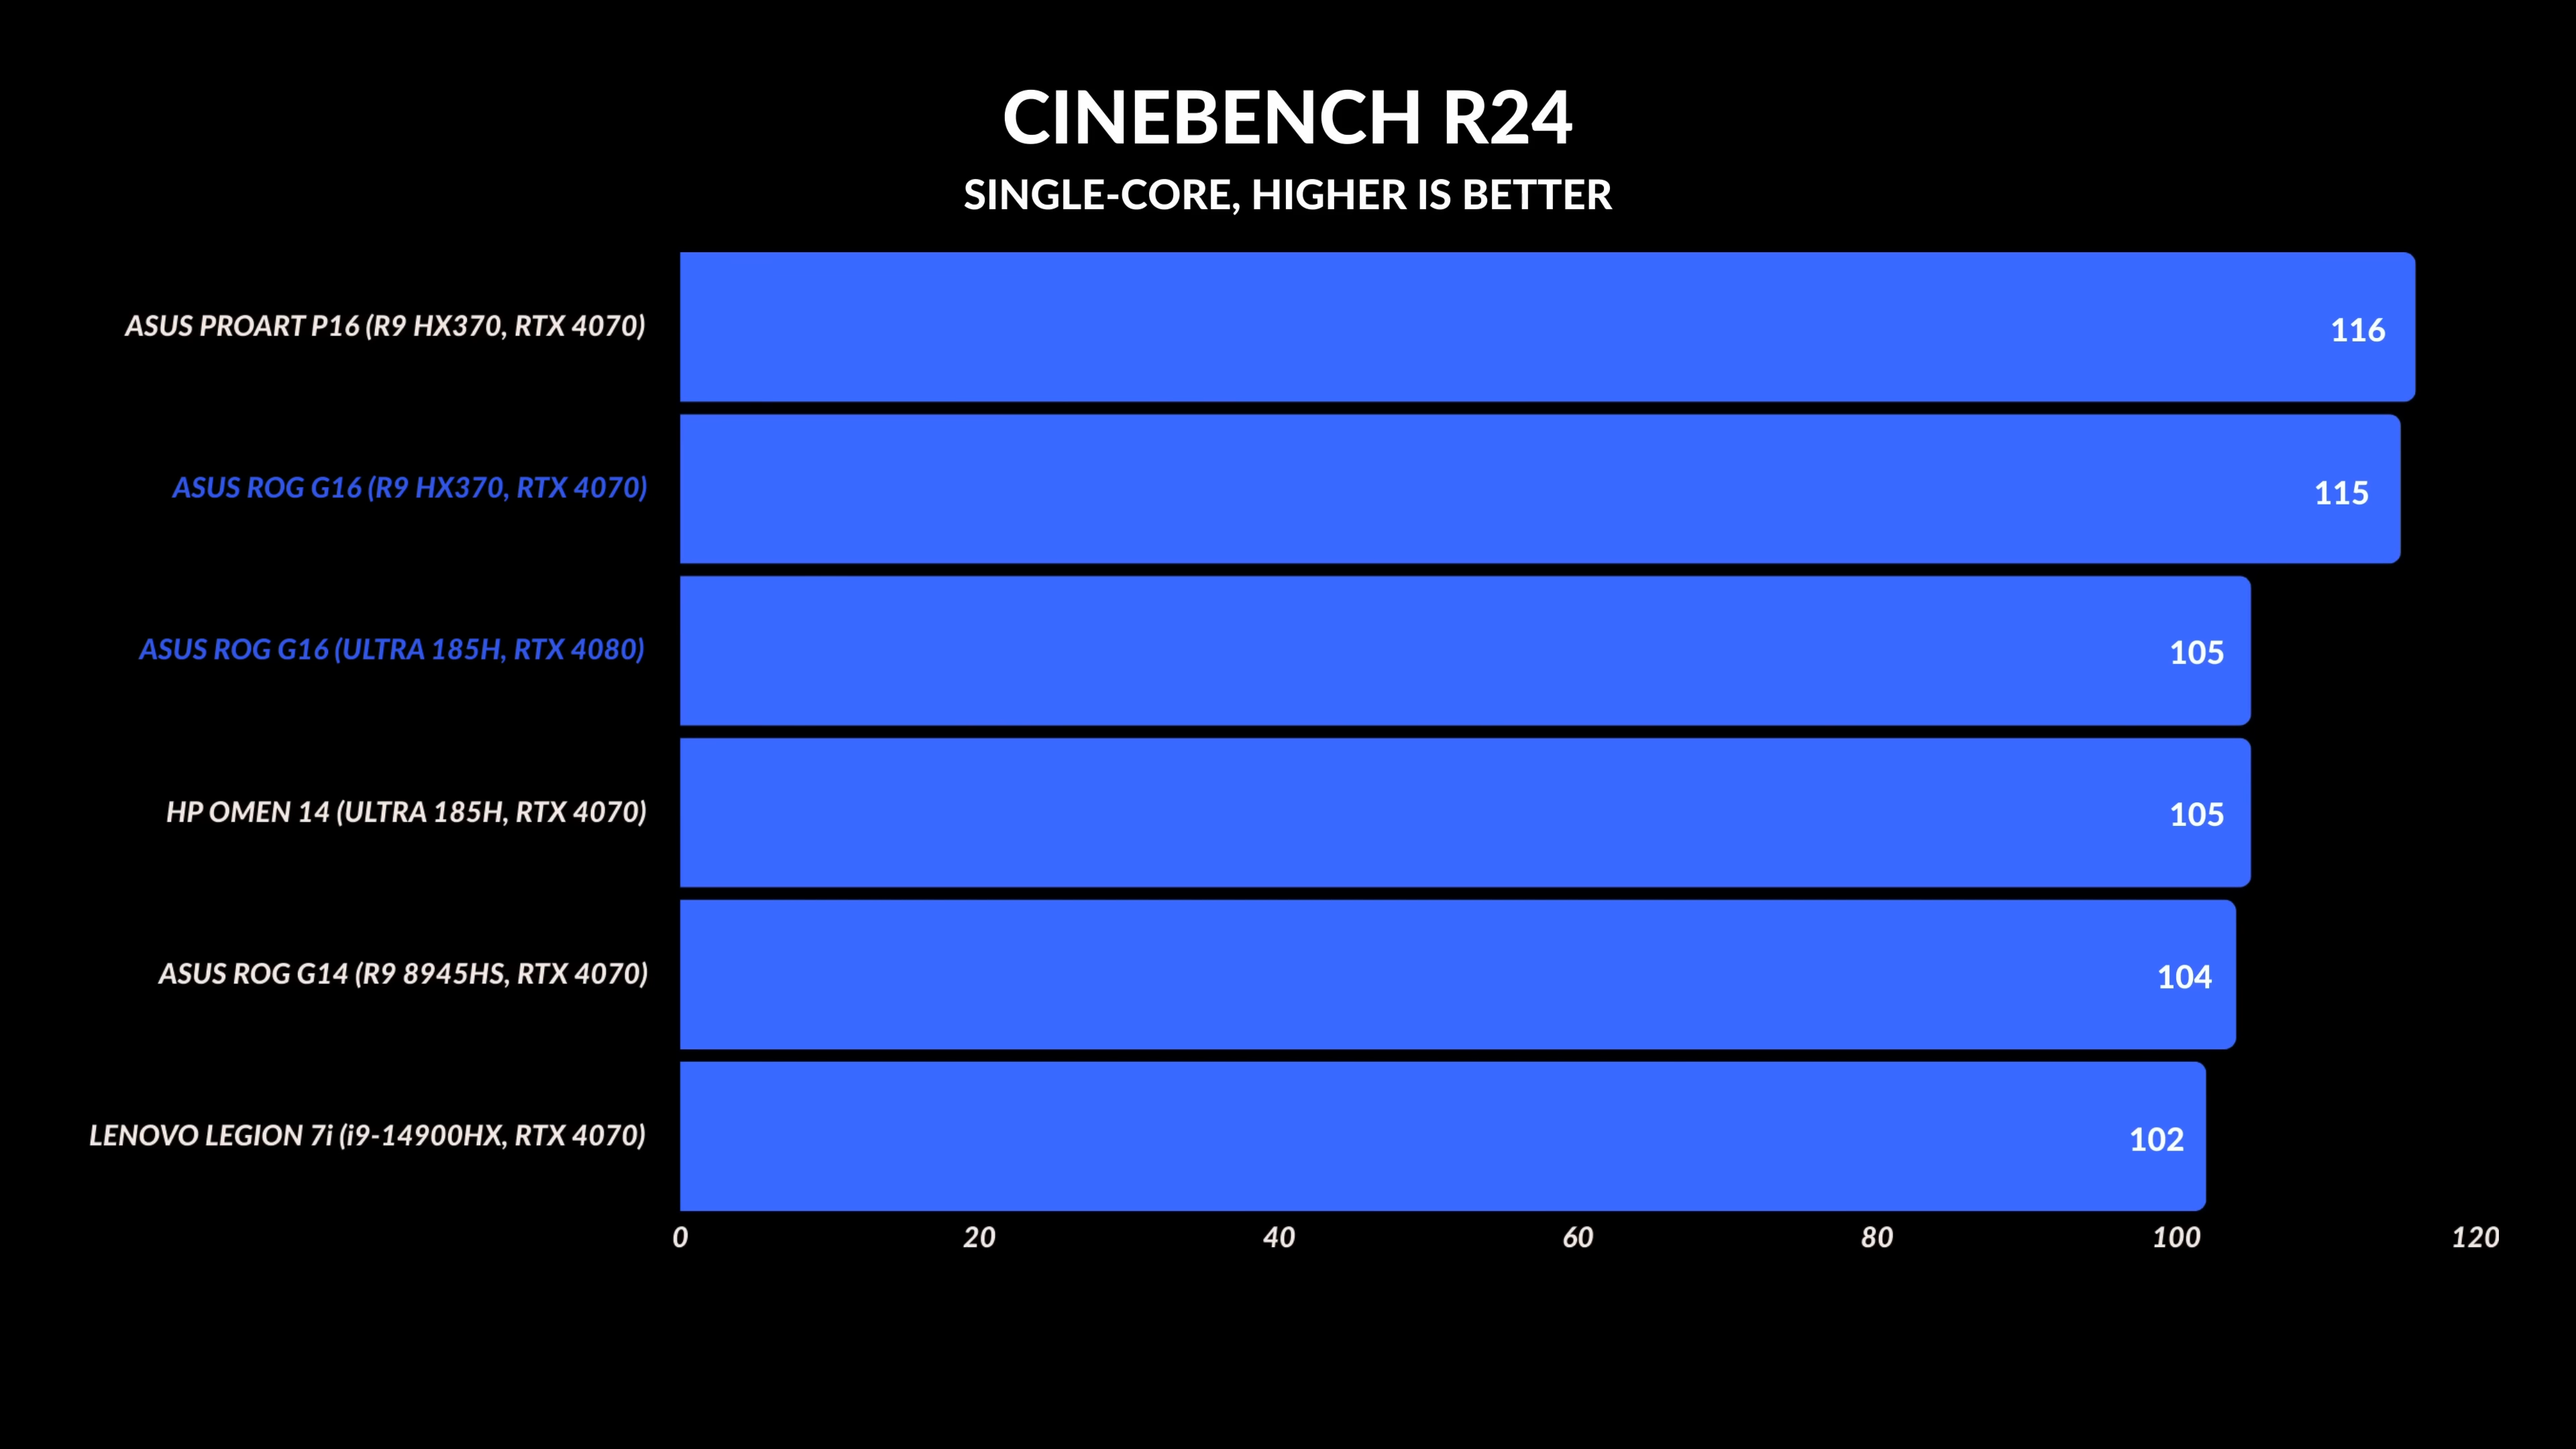 CINEBENCH R24
SINGLE-CORE, HIGHER IS BETTER
ASUS PROART P16 (R9 HX370, RTX 4070) 116
ASUS ROG G16 (R9 HX370, RTX 4070) 115
ASUS ROG G16 (ULTRA 185H, RTX 4080) 105
HP OMEN 14 (ULTRA 185H, RTX 4070) 105
ASUS ROG G14 (R9 8945HS, RTX 4070) 104
LENOVO LEGION 7i (i9-14900HX, RTX 4070) 102
0 20 40 60 80 100 120